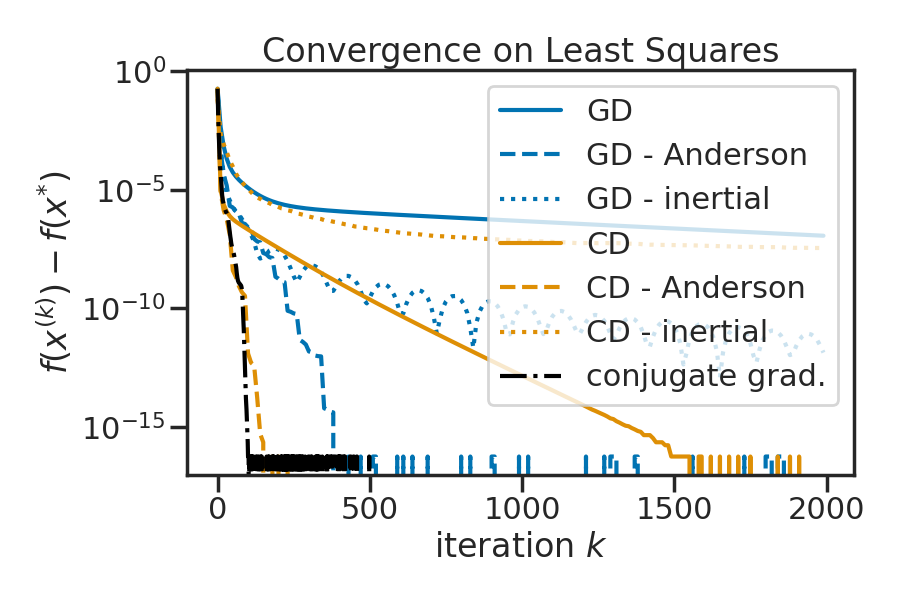 Convergence on Least Squares
f(x^{(k)}) − f(x^*)
10^0
10^{-5}
10^{-10}
10^{-15}
GD
GD - Anderson
GD - inertial
CD
CD - Anderson
CD - inertial
conjugate grad.
0 500 1000 1500 2000
iteration k